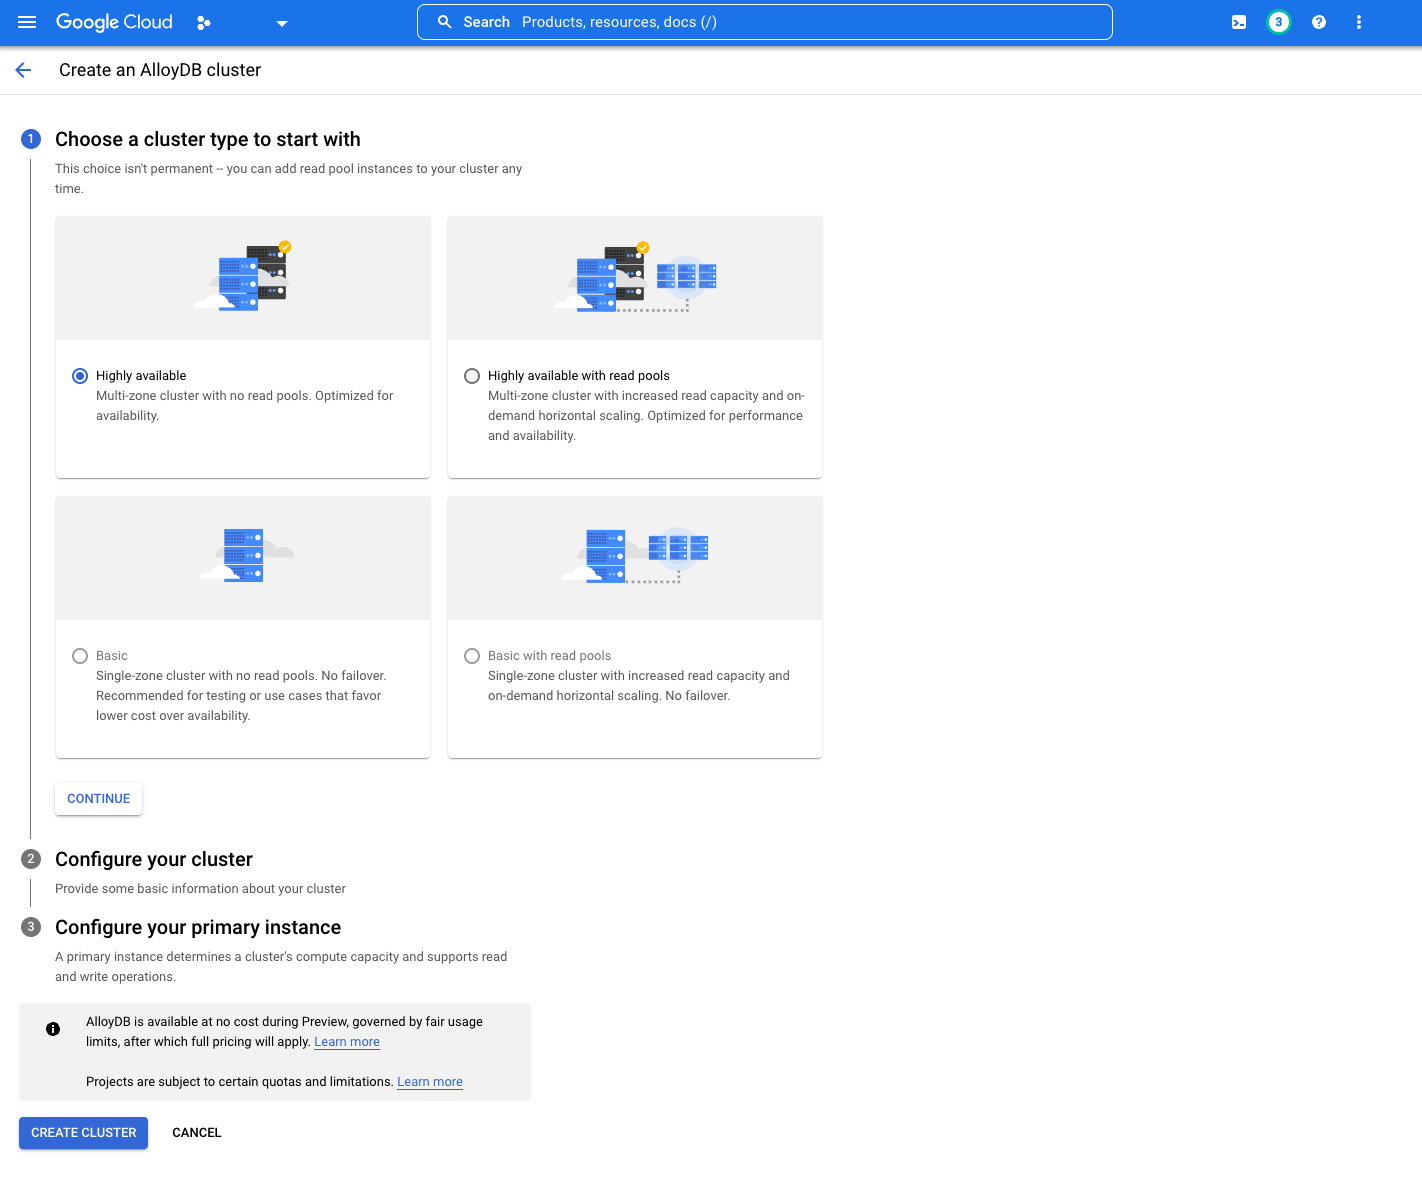 Google Cloud
Search Products, resources, docs (/)
3
Create an AlloyDB cluster
1 Choose a cluster type to start with
This choice isn't permanent -- you can add read pool instances to your cluster any
time.
Highly available
Multi-zone cluster with no read pools. Optimized for
availability.
Highly available with read pools
Multi-zone cluster with increased read capacity and on-
demand horizontal scaling. Optimized for performance
and availability.
Basic
Single-zone cluster with no read pools. No failover.
Recommended for testing or use cases that favor
lower cost over availability.
Basic with read pools
Single-zone cluster with increased read capacity and
on-demand horizontal scaling. No failover.
CONTINUE
2 Configure your cluster
Provide some basic information about your cluster
3 Configure your primary instance
A primary instance determines a cluster's compute capacity and supports read
and write operations.
AlloyDB is available at no cost during Preview, governed by fair usage
limits, after which full pricing will apply. Learn more
Projects are subject to certain quotas and limitations. Learn more
CREATE CLUSTER CANCEL